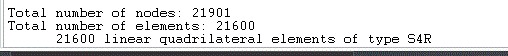 Total number of nodes: 21901
Total number of elements: 21600
21600 linear quadrilateral elements of type S4R